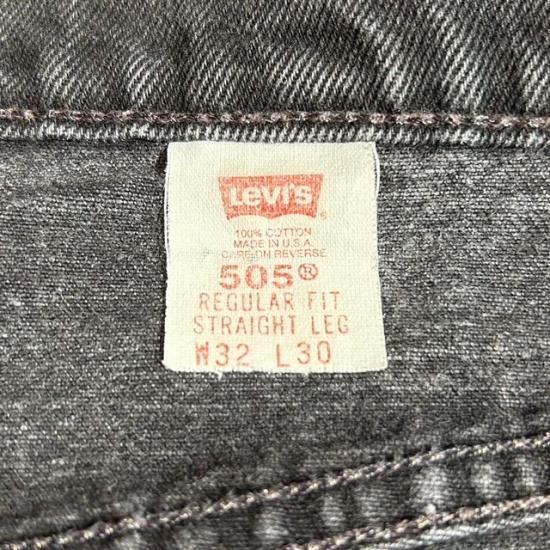 Levi's ®
100% COTTON
MADE IN U.S.A.
CARE ON REVERSE
505®
REGULAR FIT
STRAIGHT LEG
W32 L30